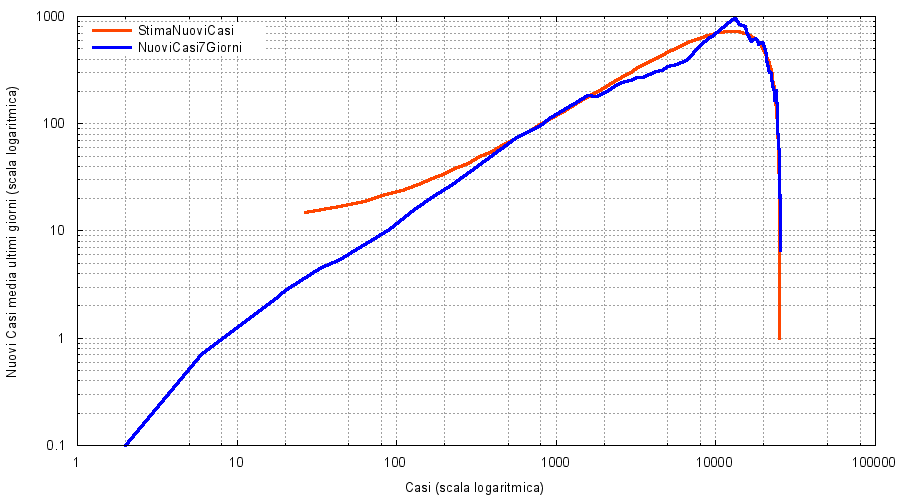 StimaNuoviCasi
NuoviCasi7Giorni
Nuovi Casi media ultimi giorni (scala logaritmica)
1000
100
10
1
0.1
1
10
100
1000
10000
100000
Casi (scala logaritmica)